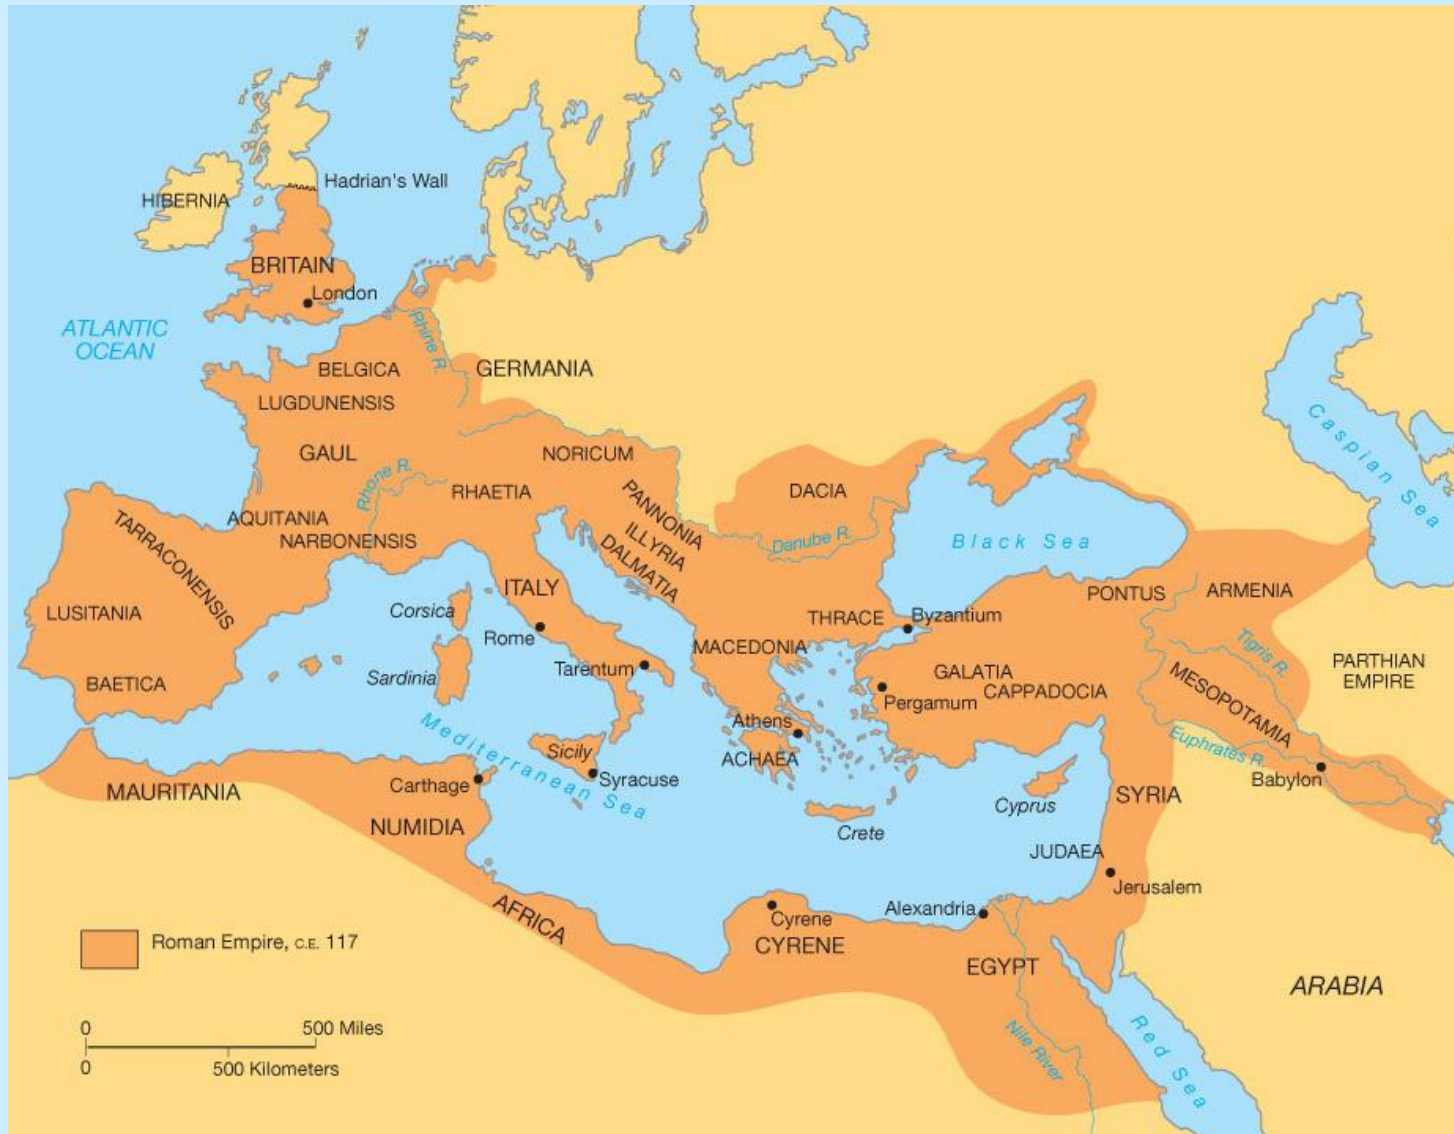 Hadrian's Wall
HIBERNIA
BRITAIN
London
ATLANTIC
OCEAN
Rhine R.
BELGICA
GERMANIA
LUGDUNENSIS
GAUL
NORICUM
Rhone R.
RHAETIA
PANNONIA
ILLYRIA
DALMATIA
DACIA
Danube R.
Black Sea
Caspian Sea
AQUITANIA
NARBONENSIS
TARRACONENSIS
LUSITANIA
BAETICA
ITALY
Corsica
Rome
Sardinia
Tarentum
THRACE
Byzantium
MACEDONIA
PONTUS
ARMENIA
Tigris R.
PARTHIAN
EMPIRE
GALATIA
CAPPADOCIA
Pergamum
MESOPOTAMIA
Euphrates R.
Babylon
Athens
ACHAEA
Mediterranean Sea
Sicily
Syracuse
Carthage
MAURITANIA
NUMIDIA
Crete
Cyprus
SYRIA
JUDAEA
Jerusalem
AFRICA
Cyrene
CYRENE
Alexandria
EGYPT
Nile River
Red Sea
ARABIA
Roman Empire, C.E. 117
0 500 Miles
0 500 Kilometers